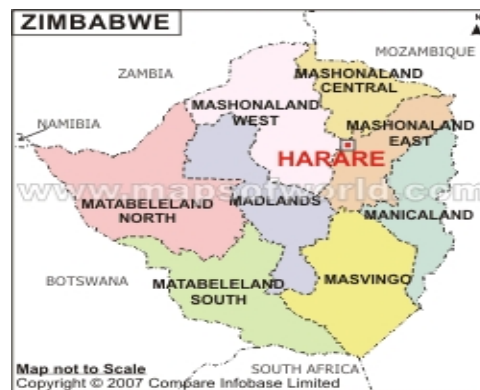 ZIMBABWE
N
MOZAMBIQUE
ZAMBIA
MASHONALAND
CENTRAL
MASHONALAND
WEST
MASHONALAND
EAST
NAMIBIA
HARARE
www.mapsofworld.com
MATABELELAND
NORTH
MADLANDS
MANICALAND
BOTSWANA
MATABELELAND
SOUTH
MASVINGO
SOUTH AFRICA
Map not to Scale
Copyright © 2007 Compare Infobase Limited